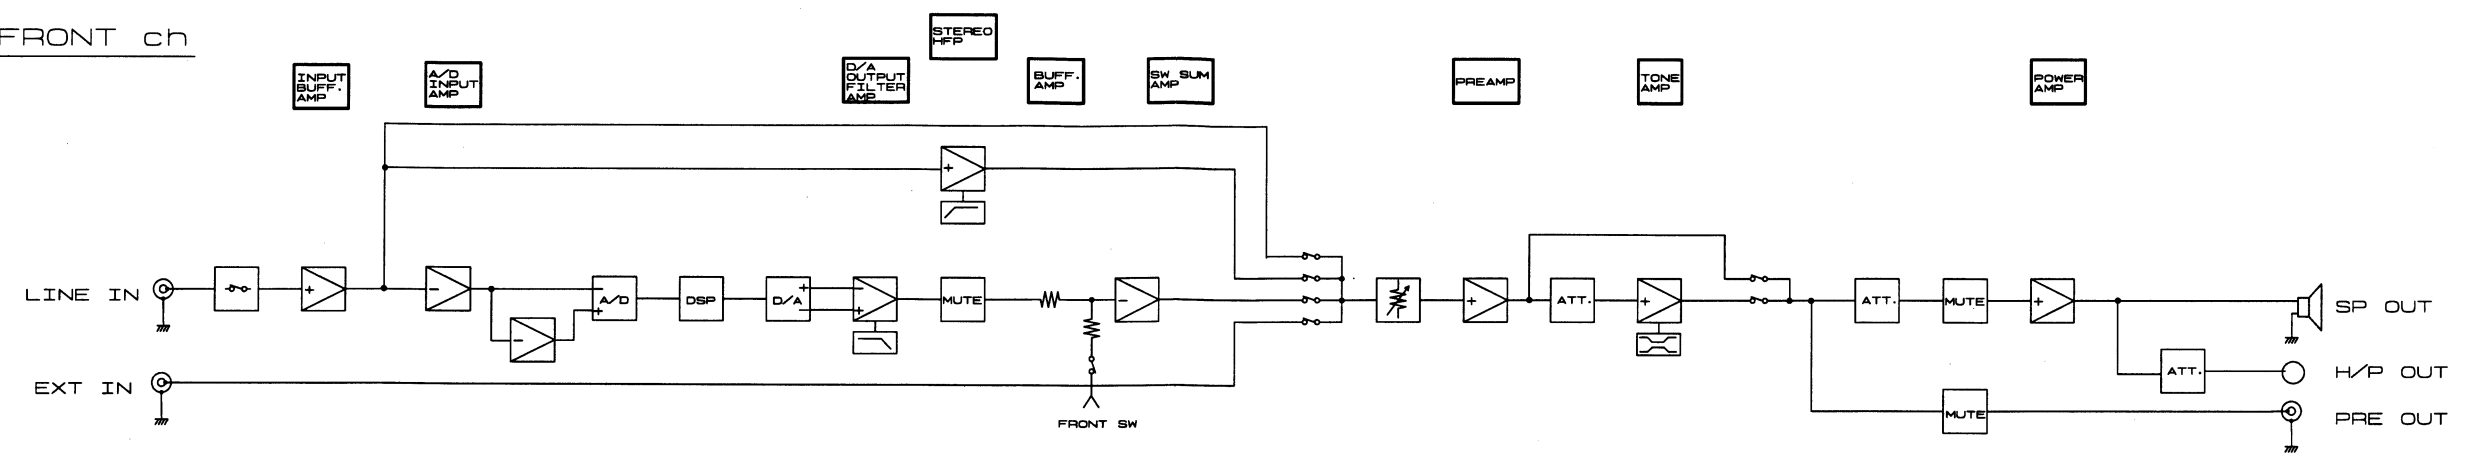 FRONT ch
STEREO
HFP
INPUT
BUFF.
AMP
A/D
INPUT
AMP
D/A
OUTPUT
FILTER
AMP
BUFF.
AMP
SW SUM
AMP
PREAMP
TONE
AMP
POWER
AMP
LINE IN
+
−
−
−
+
A/D
DSP
D/A
+
−
−
+
MUTE
−
+
+
ATT.
+
ATT.
MUTE
+
SP OUT
ATT.
H/P OUT
EXT IN
FRONT SW
MUTE
PRE OUT